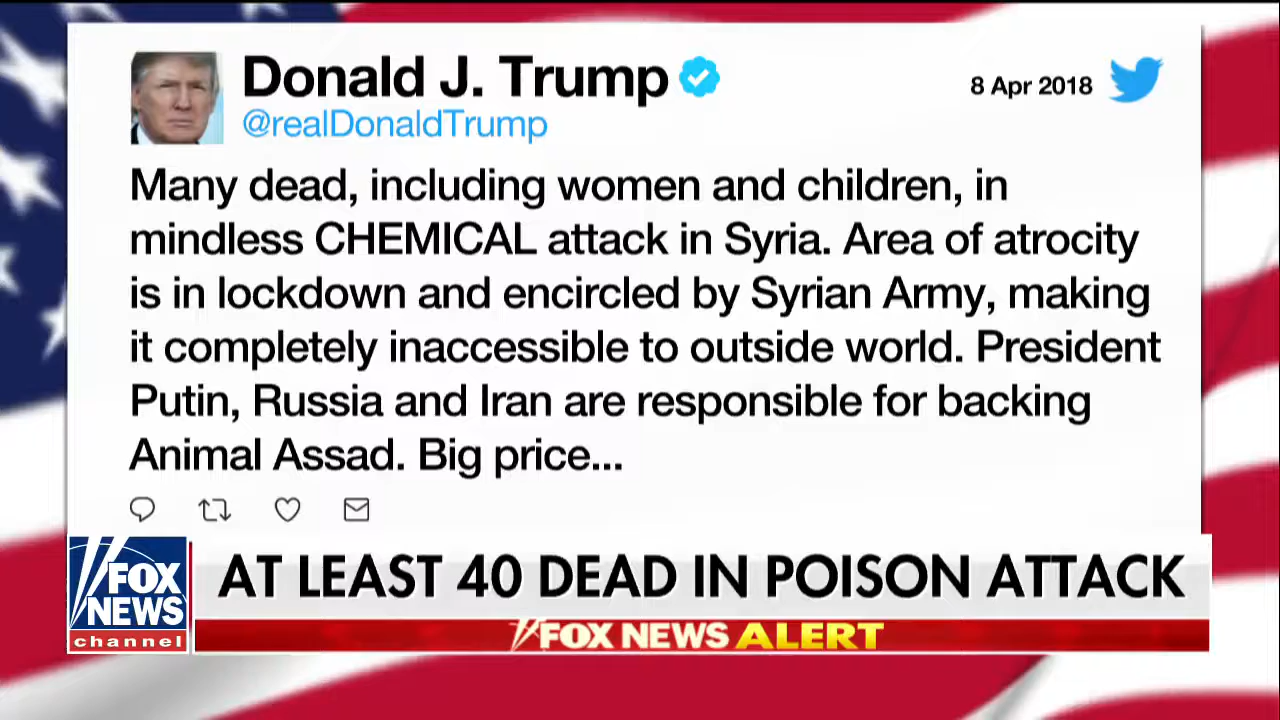 Donald J. Trump
8 Apr 2018
@realDonaldTrump
Many dead, including women and children, in
mindless CHEMICAL attack in Syria. Area of atrocity
is in lockdown and encircled by Syrian Army, making
it completely inaccessible to outside world. President
Putin, Russia and Iran are responsible for backing
Animal Assad. Big price...
FOX
NEWS
channel
AT LEAST 40 DEAD IN POISON ATTACK
FOX NEWS ALERT